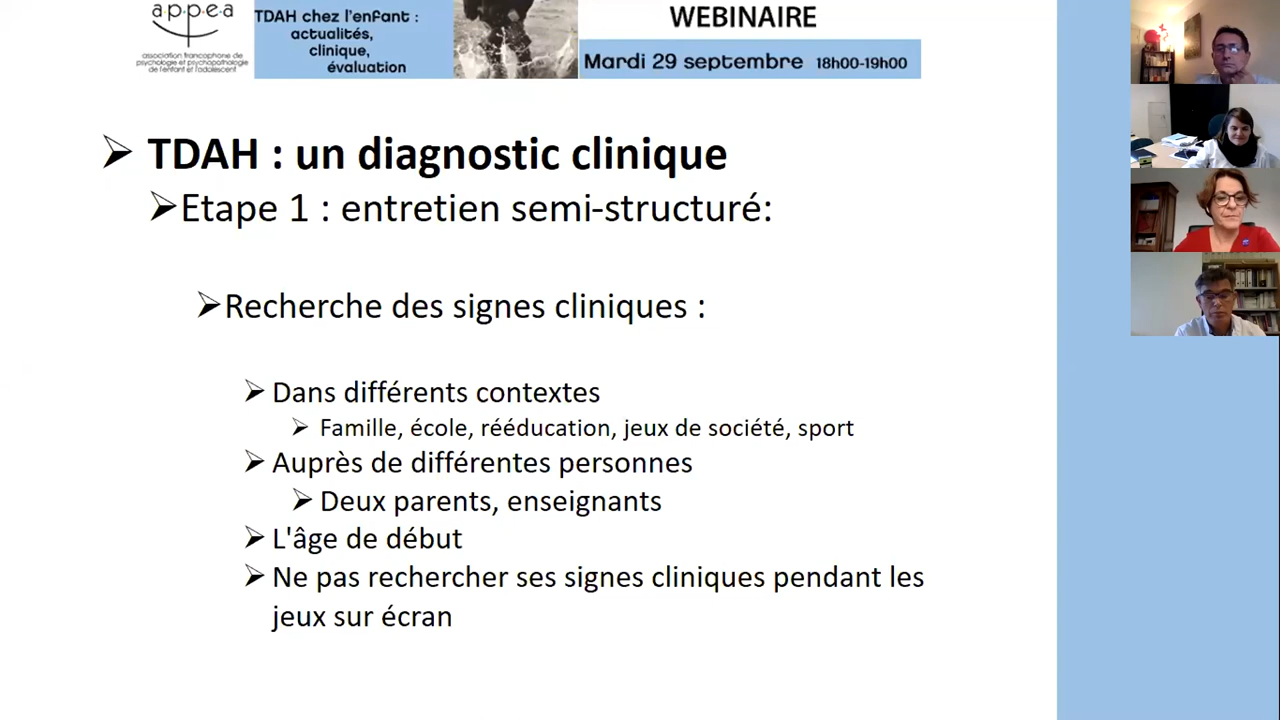 a·p·p·e·a
association francophone de
psychologie et psychopathologie
de l'enfant et l'adolescent
TDAH chez l'enfant :
actualités,
clinique,
évaluation
WEBINAIRE
Mardi 29 septembre 18h00-19h00
TDAH : un diagnostic clinique
Etape 1 : entretien semi-structuré:
Recherche des signes cliniques :
Dans différents contextes
Famille, école, rééducation, jeux de société, sport
Auprès de différentes personnes
Deux parents, enseignants
L'âge de début
Ne pas rechercher ses signes cliniques pendant les
jeux sur écran